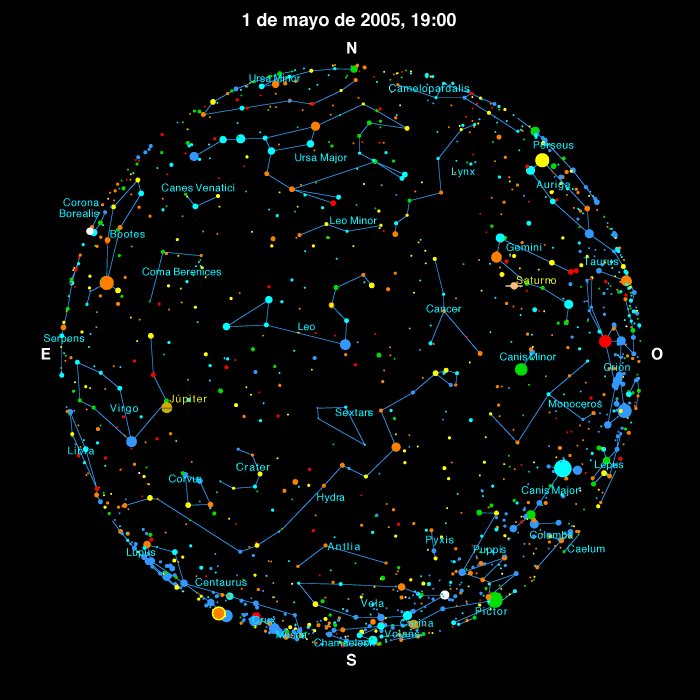 1 de mayo de 2005, 19:00
N
Ursa Minor
Camelopardalis
Perseus
Ursa Major
Lynx
Auriga
Canes Venatici
Corona
Borealis
Leo Minor
Bootes
Gemini
Taurus
Coma Berenices
Saturno
Cancer
Leo
Serpens
E
Canis Minor
O
Orion
Júpiter
Virgo
Sextans
Monoceros
Libra
Crater
Lepus
Corvus
Canis Major
Hydra
Colomba
Pyxis
Antlia
Puppis
Caelum
Lupus
Centaurus
Vela
Pictor
Crux
Carina
Volans
Chamaeleon
S